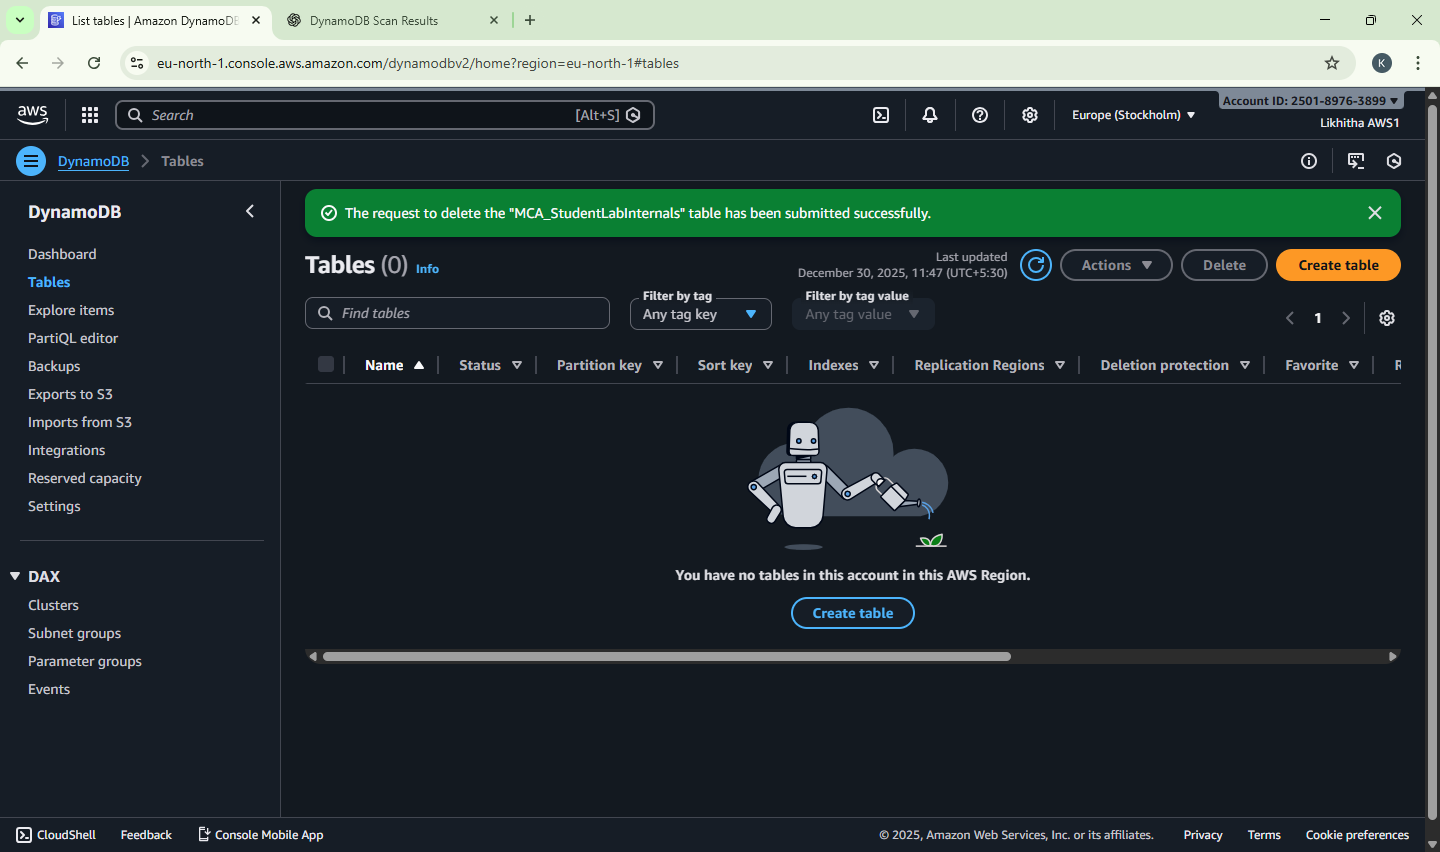 List tables | Amazon DynamoDB
DynamoDB Scan Results
eu-north-1.console.aws.amazon.com/dynamodbv2/home?region=eu-north-1#tables
K
aws
Search
[Alt+S]
Europe (Stockholm)
Account ID: 2501-8976-3899
Likhitha AWS1
DynamoDB
Tables
DynamoDB
Dashboard
Tables
Explore items
PartiQL editor
Backups
Exports to S3
Imports from S3
Integrations
Reserved capacity
Settings
DAX
Clusters
Subnet groups
Parameter groups
Events
The request to delete the "MCA_StudentLabInternals" table has been submitted successfully.
Tables (0) Info
Last updated
December 30, 2025, 11:47 (UTC+5:30)
Actions
Delete
Create table
Find tables
Filter by tag
Any tag key
Filter by tag value
Any tag value
1
Name Status Partition key Sort key Indexes Replication Regions Deletion protection Favorite R
You have no tables in this account in this AWS Region.
Create table
CloudShell Feedback Console Mobile App © 2025, Amazon Web Services, Inc. or its affiliates. Privacy Terms Cookie preferences